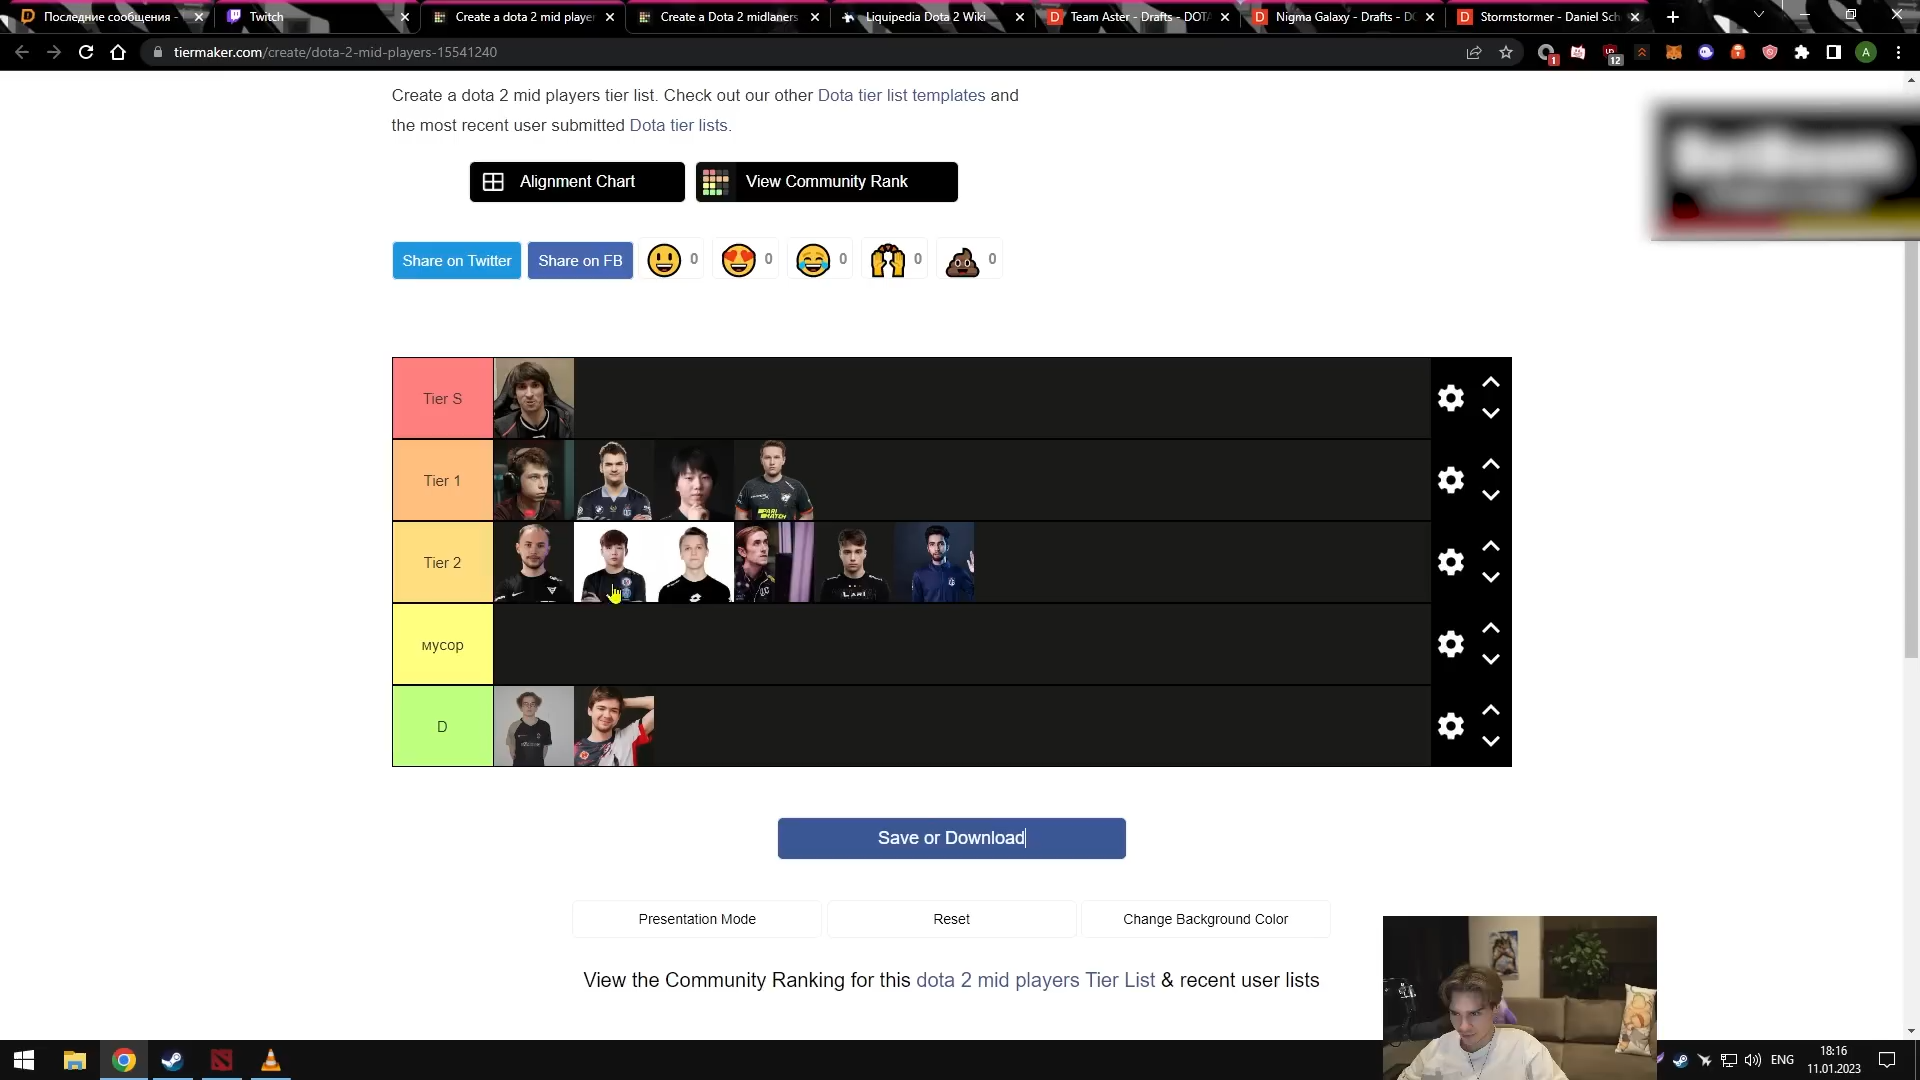 Последние сообщения -
Twitch
Create a dota 2 mid player
Create a Dota 2 midlaners
Liquipedia Dota 2 Wiki
Team Aster - Drafts - DOTA
Nigma Galaxy - Drafts - DO
Stormstormer - Daniel Sch
tiermaker.com/create/dota-2-mid-players-15541240
1
12
A
Create a dota 2 mid players tier list. Check out our other Dota tier list templates and
the most recent user submitted Dota tier lists.
Alignment Chart
View Community Rank
Share on Twitter
Share on FB
0
0
0
0
0
Tier S
Tier 1
PARI MATCH
Tier 2
мусор
D
Save or Download
Presentation Mode
Reset
Change Background Color
View the Community Ranking for this dota 2 mid players Tier List & recent user lists
ENG
18:16
11.01.2023